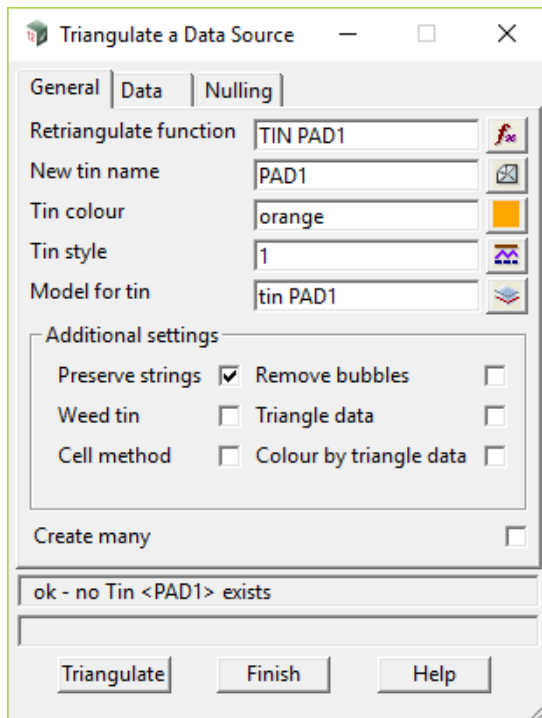 Triangulate a Data Source
General Data Nulling
Retriangulate function TIN PAD1
New tin name PAD1
Tin colour orange
Tin style 1
Model for tin tin PAD1
Additional settings
Preserve strings Remove bubbles
Weed tin Triangle data
Cell method Colour by triangle data
Create many
ok - no Tin <PAD1> exists
Triangulate Finish Help